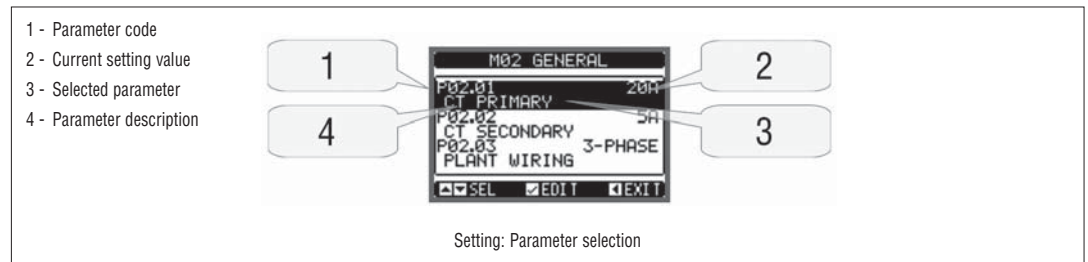 1 - Parameter code
2 - Current setting value
3 - Selected parameter
4 - Parameter description
1
2
4
3
M02 GENERAL
P02.01 20A
CT PRIMARY
P02.02 5A
CT SECONDARY
P02.03 3-PHASE
PLANT WIRING
SEL EDIT EXIT
Setting: Parameter selection